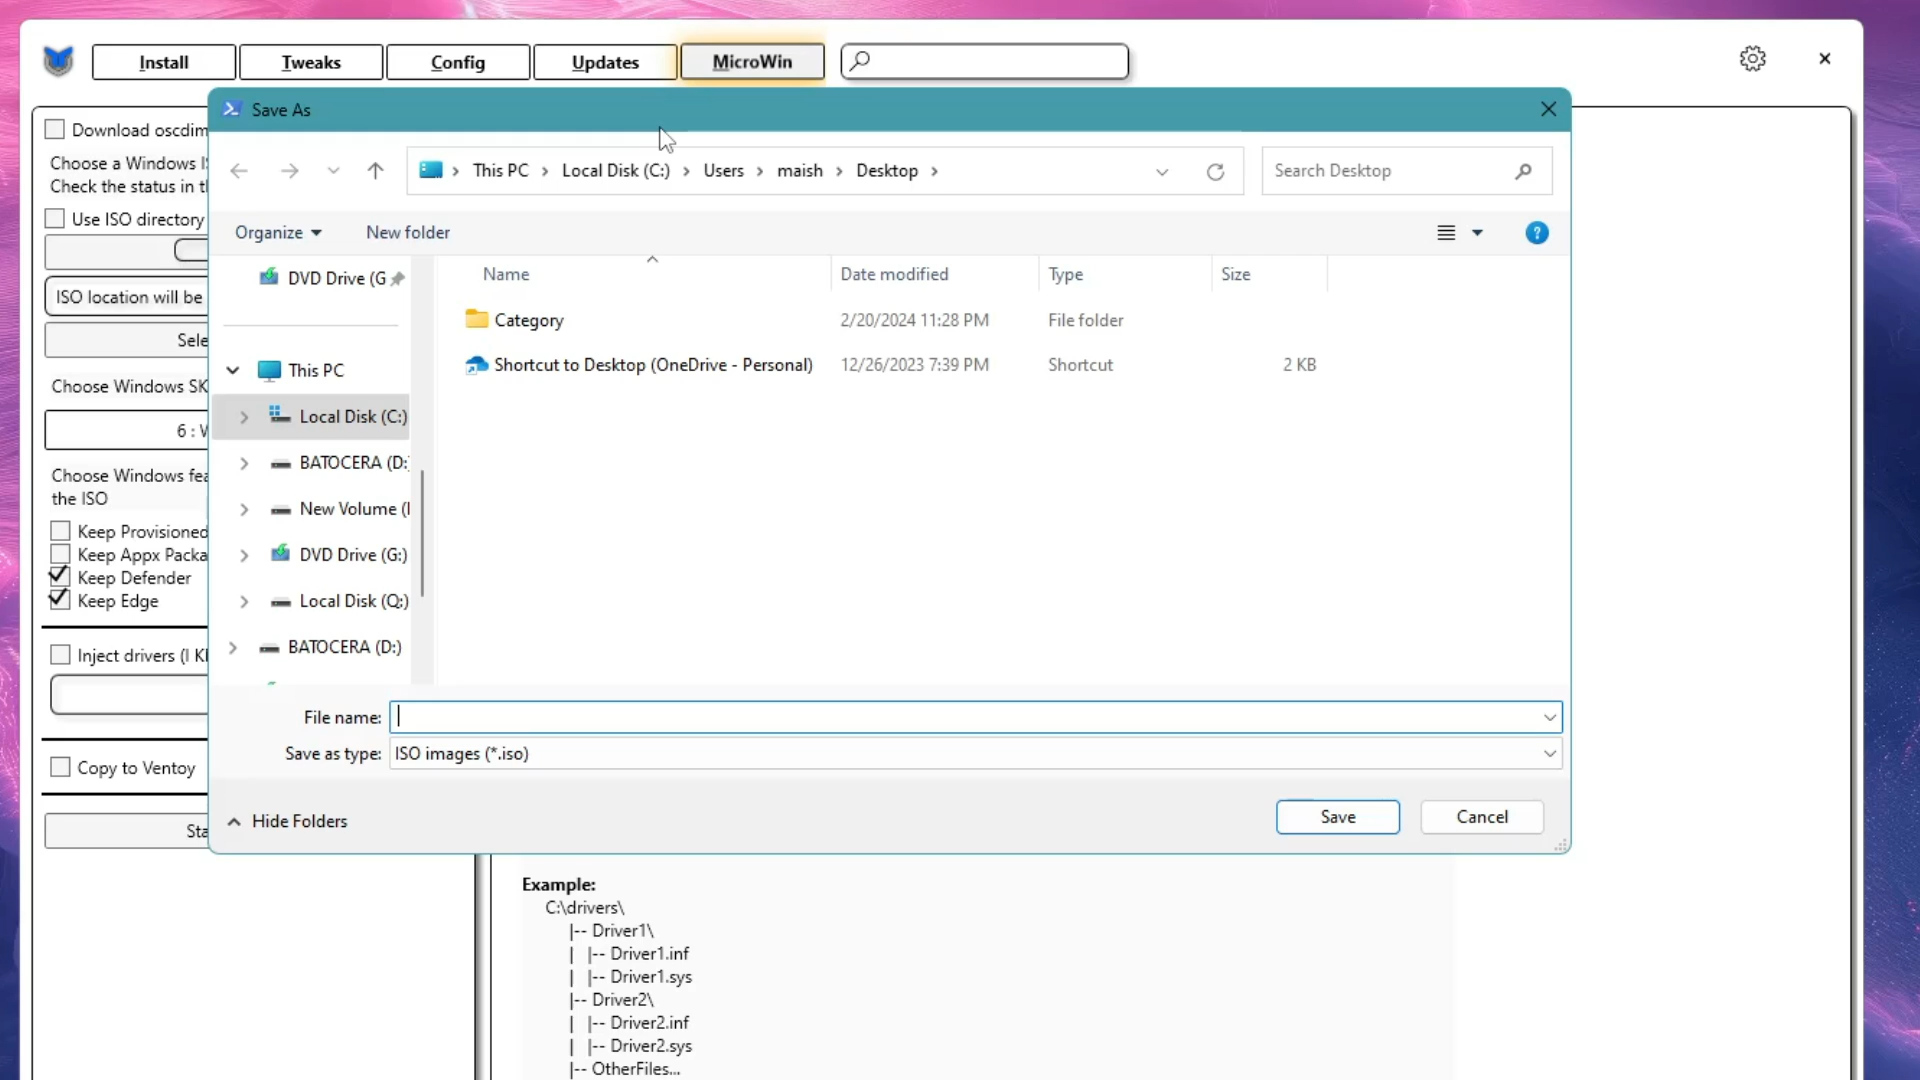 Install
Tweaks
Config
Updates
MicroWin
Save As
Download oscdim
Choose a Windows I
Check the status in th
Use ISO directory
ISO location will be
Sele
Choose Windows SK
6 :
Choose Windows fea
the ISO
Keep Provisioned
Keep Appx Packa
Keep Defender
Keep Edge
Inject drivers (I K
Copy to Ventoy
Sta
This PC
Local Disk (C:)
Users
maish
Desktop
Search Desktop
Organize
New folder
DVD Drive (G
This PC
Local Disk (C:)
BATOCERA (D:
New Volume (
DVD Drive (G:)
Local Disk (Q:)
BATOCERA (D:)
Name Date modified Type Size
Category 2/20/2024 11:28 PM File folder
Shortcut to Desktop (OneDrive - Personal) 12/26/2023 7:39 PM Shortcut 2 KB
File name:
Save as type: ISO images (*.iso)
Hide Folders
Save
Cancel
Example:
C:\drivers\
|-- Driver1\
| |-- Driver1.inf
| |-- Driver1.sys
|-- Driver2\
| |-- Driver2.inf
| |-- Driver2.sys
|-- OtherFiles...